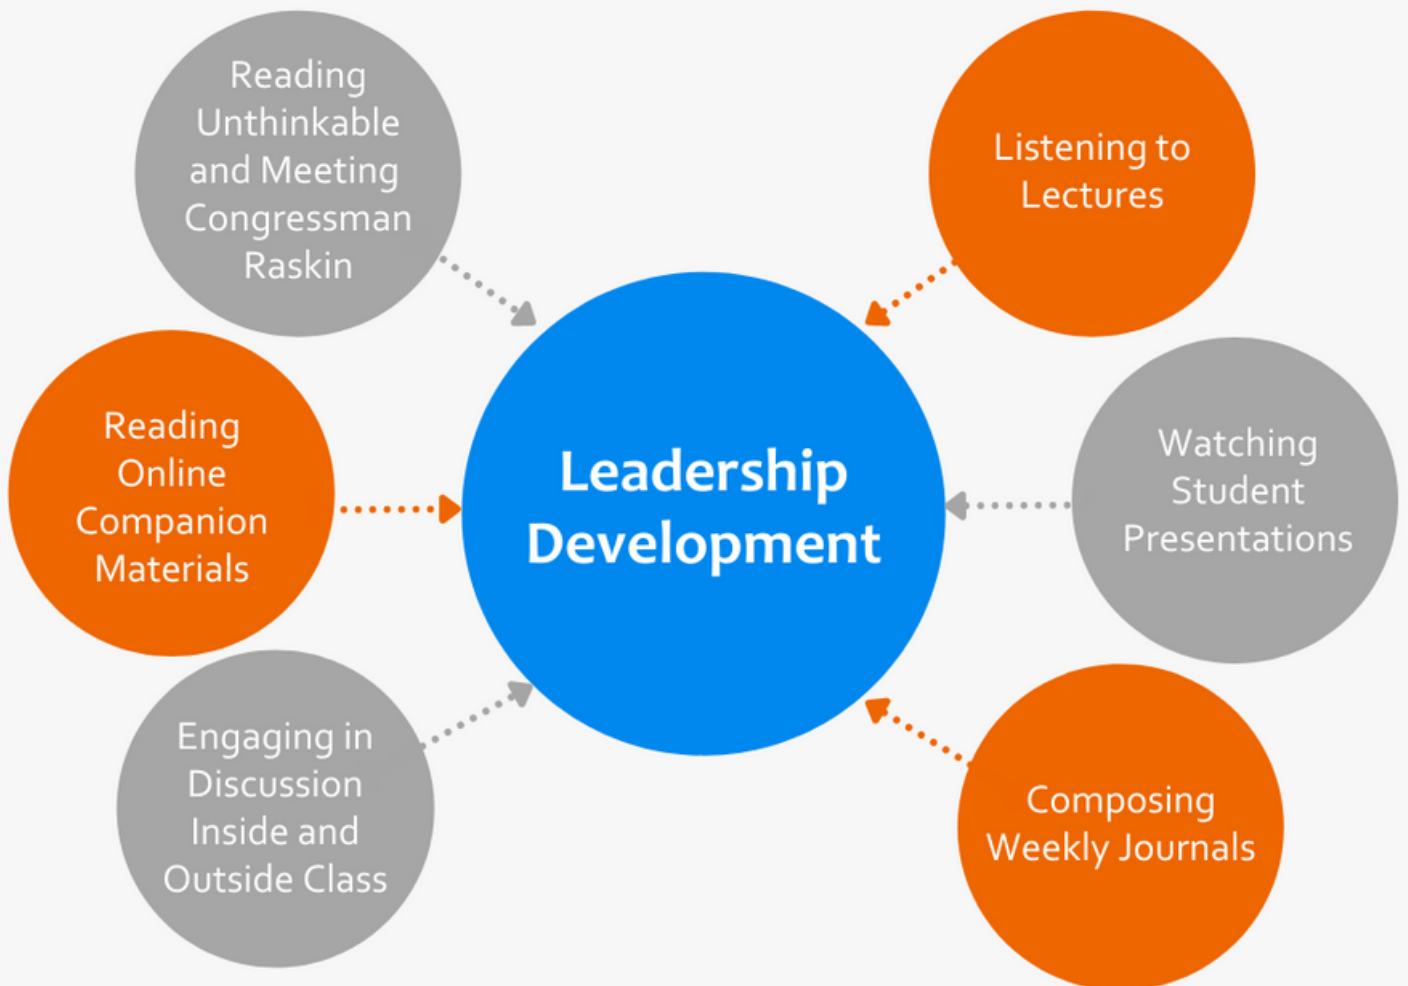 Reading
Unthinkable
and Meeting
Congressman
Raskin
Listening to
Lectures
Reading
Online
Companion
Materials
Leadership
Development
Watching
Student
Presentations
Engaging in
Discussion
Inside and
Outside Class
Composing
Weekly Journals